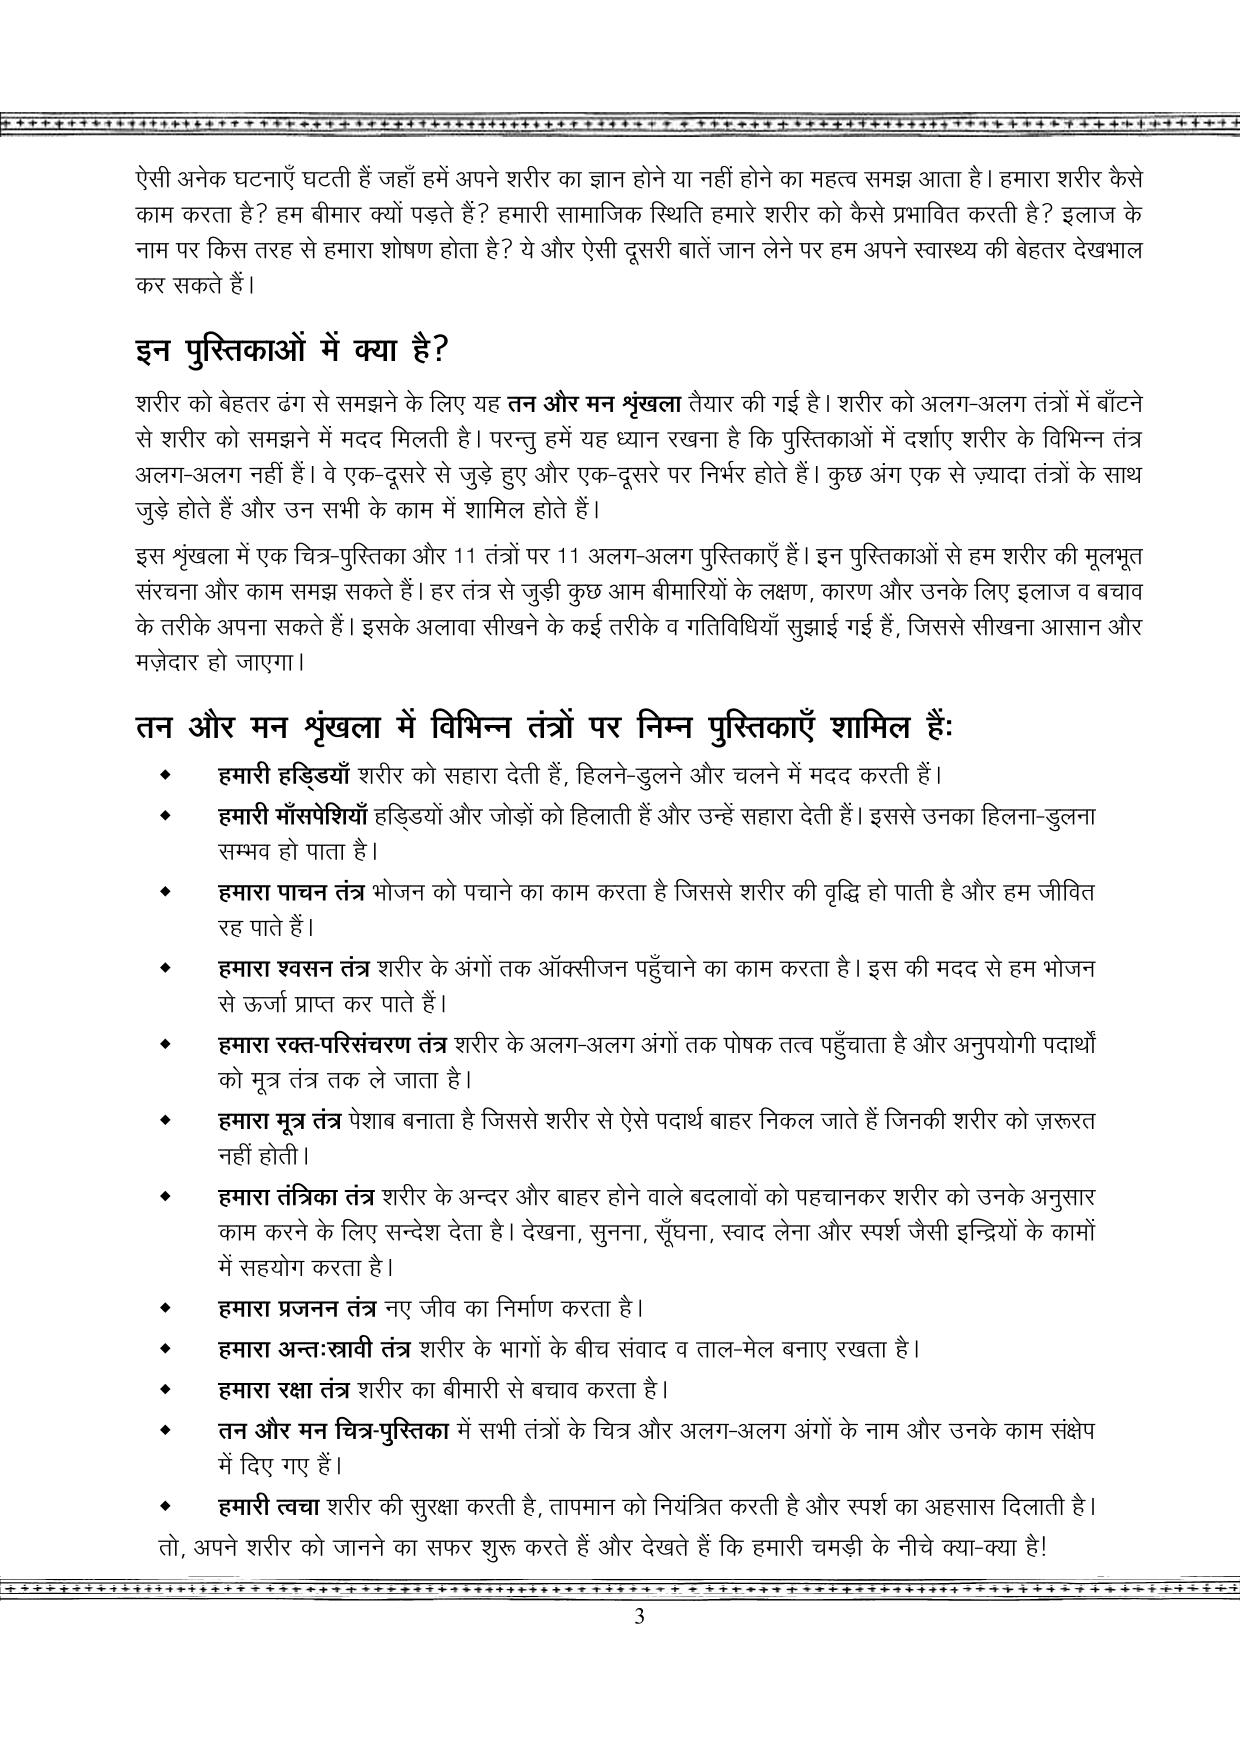 ऐसी अनेक घटनाएँ घटती हैं जहाँ हमें अपने शरीर का ज्ञान होने या नहीं होने का महत्व समझ आता है। हमारा शरीर कैसे
काम करता है? हम बीमार क्यों पड़ते हैं? हमारी सामाजिक स्थिति हमारे शरीर को कैसे प्रभावित करती है? इलाज के
नाम पर किस तरह से हमारा शोषण होता है? ये और ऐसी दूसरी बातें जान लेने पर हम अपने स्वास्थ्य की बेहतर देखभाल
कर सकते हैं।
इन पुस्तिकाओं में क्या है?
शरीर को बेहतर ढंग से समझने के लिए यह तन और मन शृंखला तैयार की गई है। शरीर को अलग-अलग तंत्रों में बाँटने
से शरीर को समझने में मदद मिलती है। परन्तु हमें यह ध्यान रखना है कि पुस्तिकाओं में दर्शाए शरीर के विभिन्न तंत्र
अलग-अलग नहीं हैं। वे एक-दूसरे से जुड़े हुए और एक-दूसरे पर निर्भर होते हैं। कुछ अंग एक से ज़्यादा तंत्रों के साथ
जुड़े होते हैं और उन सभी के काम में शामिल होते हैं।
इस शृंखला में एक चित्र-पुस्तिका और 11 तंत्रों पर 11 अलग-अलग पुस्तिकाएँ हैं। इन पुस्तिकाओं से हम शरीर की मूलभूत
संरचना और काम समझ सकते हैं। हर तंत्र से जुड़ी कुछ आम बीमारियों के लक्षण, कारण और उनके लिए इलाज व बचाव
के तरीके अपना सकते हैं। इसके अलावा सीखने के कई तरीके व गतिविधियाँ सुझाई गई हैं, जिससे सीखना आसान और
मज़ेदार हो जाएगा।
तन और मन शृंखला में विभिन्न तंत्रों पर निम्न पुस्तिकाएँ शामिल हैं:
◆ हमारी हड्डियाँ शरीर को सहारा देती हैं, हिलने-डुलने और चलने में मदद करती हैं।
◆ हमारी माँसपेशियाँ हड्डियों और जोड़ों को हिलाती हैं और उन्हें सहारा देती हैं। इससे उनका हिलना-डुलना
सम्भव हो पाता है।
◆ हमारा पाचन तंत्र भोजन को पचाने का काम करता है जिससे शरीर की वृद्धि हो पाती है और हम जीवित
रह पाते हैं।
◆ हमारा श्वसन तंत्र शरीर के अंगों तक ऑक्सीजन पहुँचाने का काम करता है। इस की मदद से हम भोजन
से ऊर्जा प्राप्त कर पाते हैं।
◆ हमारा रक्त-परिसंचरण तंत्र शरीर के अलग-अलग अंगों तक पोषक तत्व पहुँचाता है और अनुपयोगी पदार्थों
को मूत्र तंत्र तक ले जाता है।
◆ हमारा मूत्र तंत्र पेशाब बनाता है जिससे शरीर से ऐसे पदार्थ बाहर निकल जाते हैं जिनकी शरीर को ज़रूरत
नहीं होती।
◆ हमारा तंत्रिका तंत्र शरीर के अन्दर और बाहर होने वाले बदलावों को पहचानकर शरीर को उनके अनुसार
काम करने के लिए सन्देश देता है। देखना, सुनना, सूँघना, स्वाद लेना और स्पर्श जैसी इन्द्रियों के कामों
में सहयोग करता है।
◆ हमारा प्रजनन तंत्र नए जीव का निर्माण करता है।
◆ हमारा अन्तःस्रावी तंत्र शरीर के भागों के बीच संवाद व ताल-मेल बनाए रखता है।
◆ हमारा रक्षा तंत्र शरीर का बीमारी से बचाव करता है।
◆ तन और मन चित्र-पुस्तिका में सभी तंत्रों के चित्र और अलग-अलग अंगों के नाम और उनके काम संक्षेप
में दिए गए हैं।
◆ हमारी त्वचा शरीर की सुरक्षा करती है, तापमान को नियंत्रित करती है और स्पर्श का अहसास दिलाती है।
तो, अपने शरीर को जानने का सफर शुरू करते हैं और देखते हैं कि हमारी चमड़ी के नीचे क्या-क्या है!
3